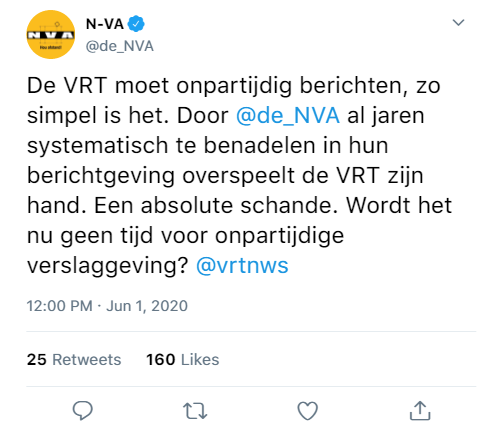 N-VA
@de_NVA
De VRT moet onpartijdig berichten, zo
simpel is het. Door @de_NVA al jaren
systematisch te benadelen in hun
berichtgeving overspeelt de VRT zijn
hand. Een absolute schande. Wordt het
nu geen tijd voor onpartijdige
verslaggeving? @vrtnws
12:00 PM · Jun 1, 2020
25 Retweets 160 Likes